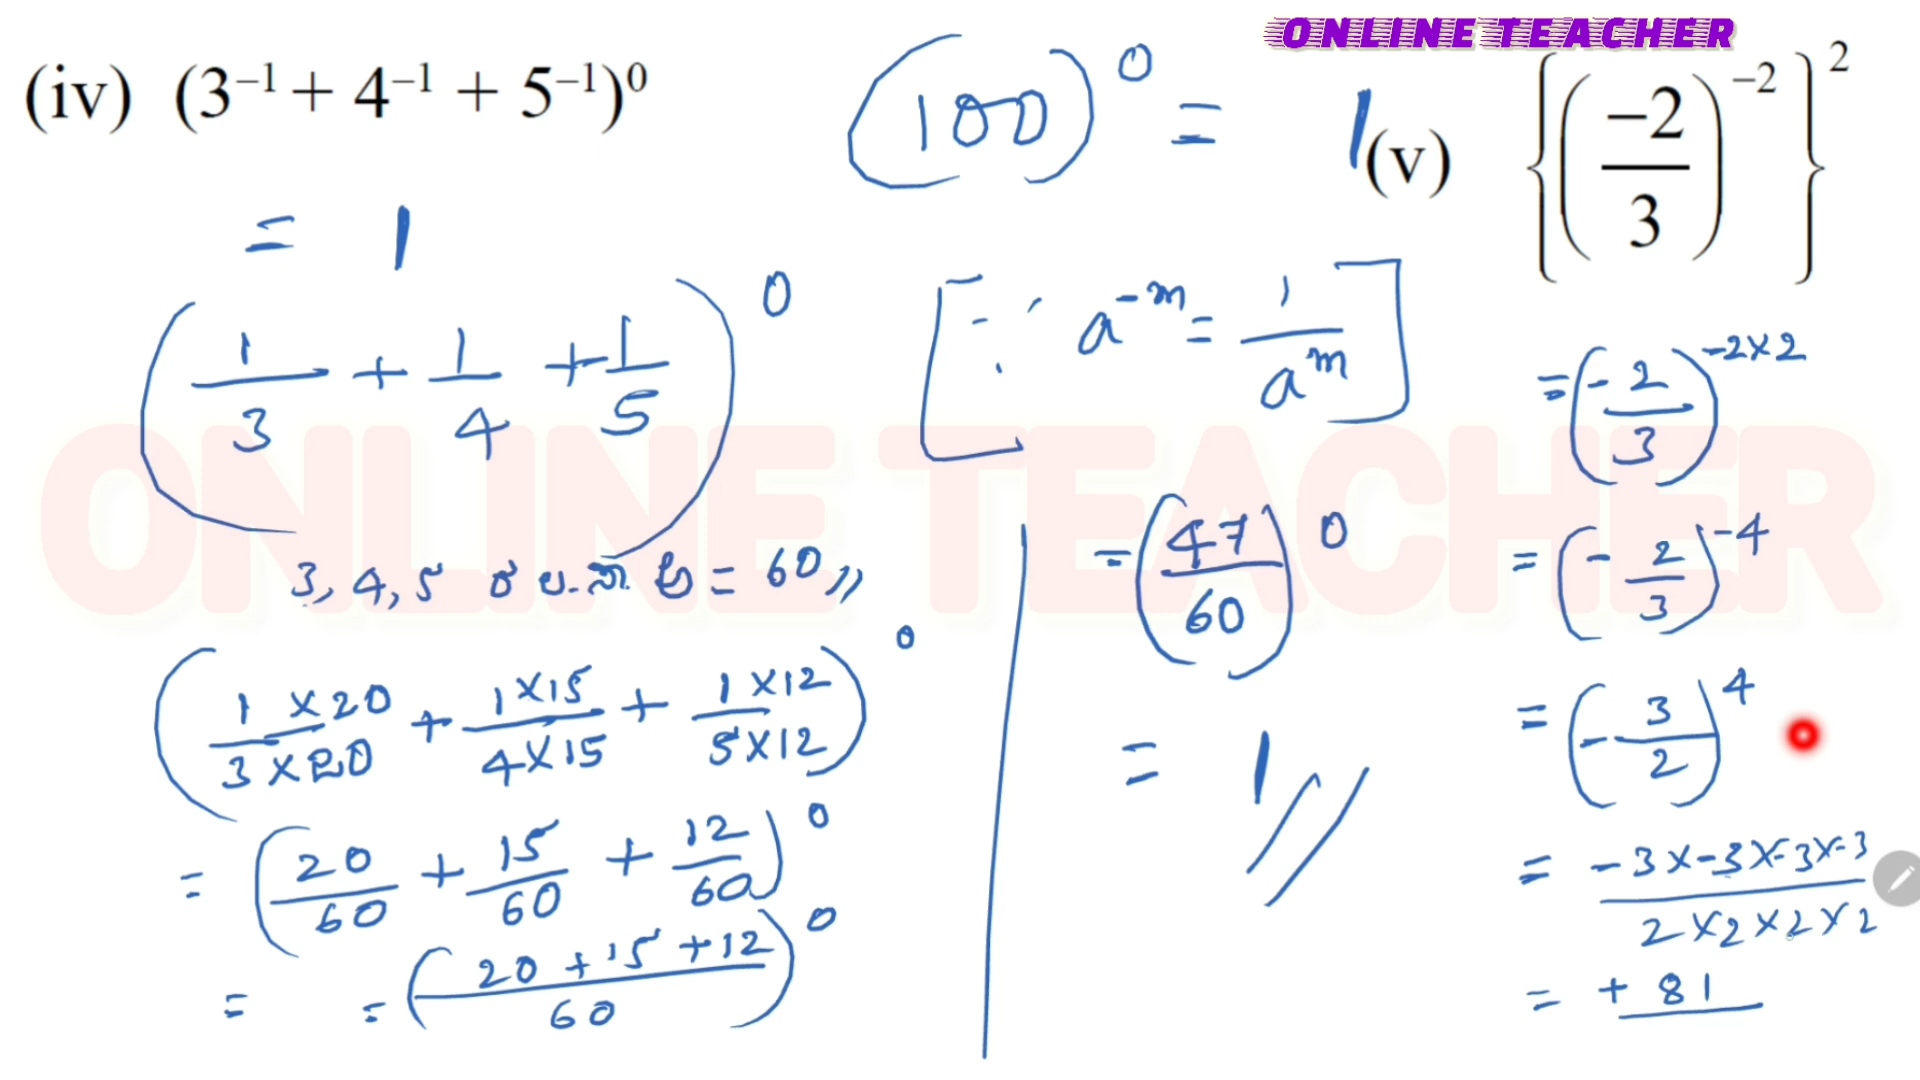 ONLINE TEACHER
(iv) (3⁻¹ + 4⁻¹ + 5⁻¹)⁰
= 1
(1/3 + 1/4 + 1/5)⁰
3, 4, 5 = 60 //
(1×20/3×20 + 1×15/4×15 + 1×12/5×12)⁰
= (20/60 + 15/60 + 12/60)⁰
= = (20+15+12/60)⁰
(100)⁰ = 1
[∵ a⁻ᵐ = 1/aᵐ]
= (47/60)⁰
= 1 //
(v) {(-2/3)⁻²}²
= (-2/3)⁻²ˣ²
= (-2/3)⁻⁴
= (-3/2)⁴
= -3×-3×-3×-3/2×2×2×2
= +81
ONLINE TEACHER